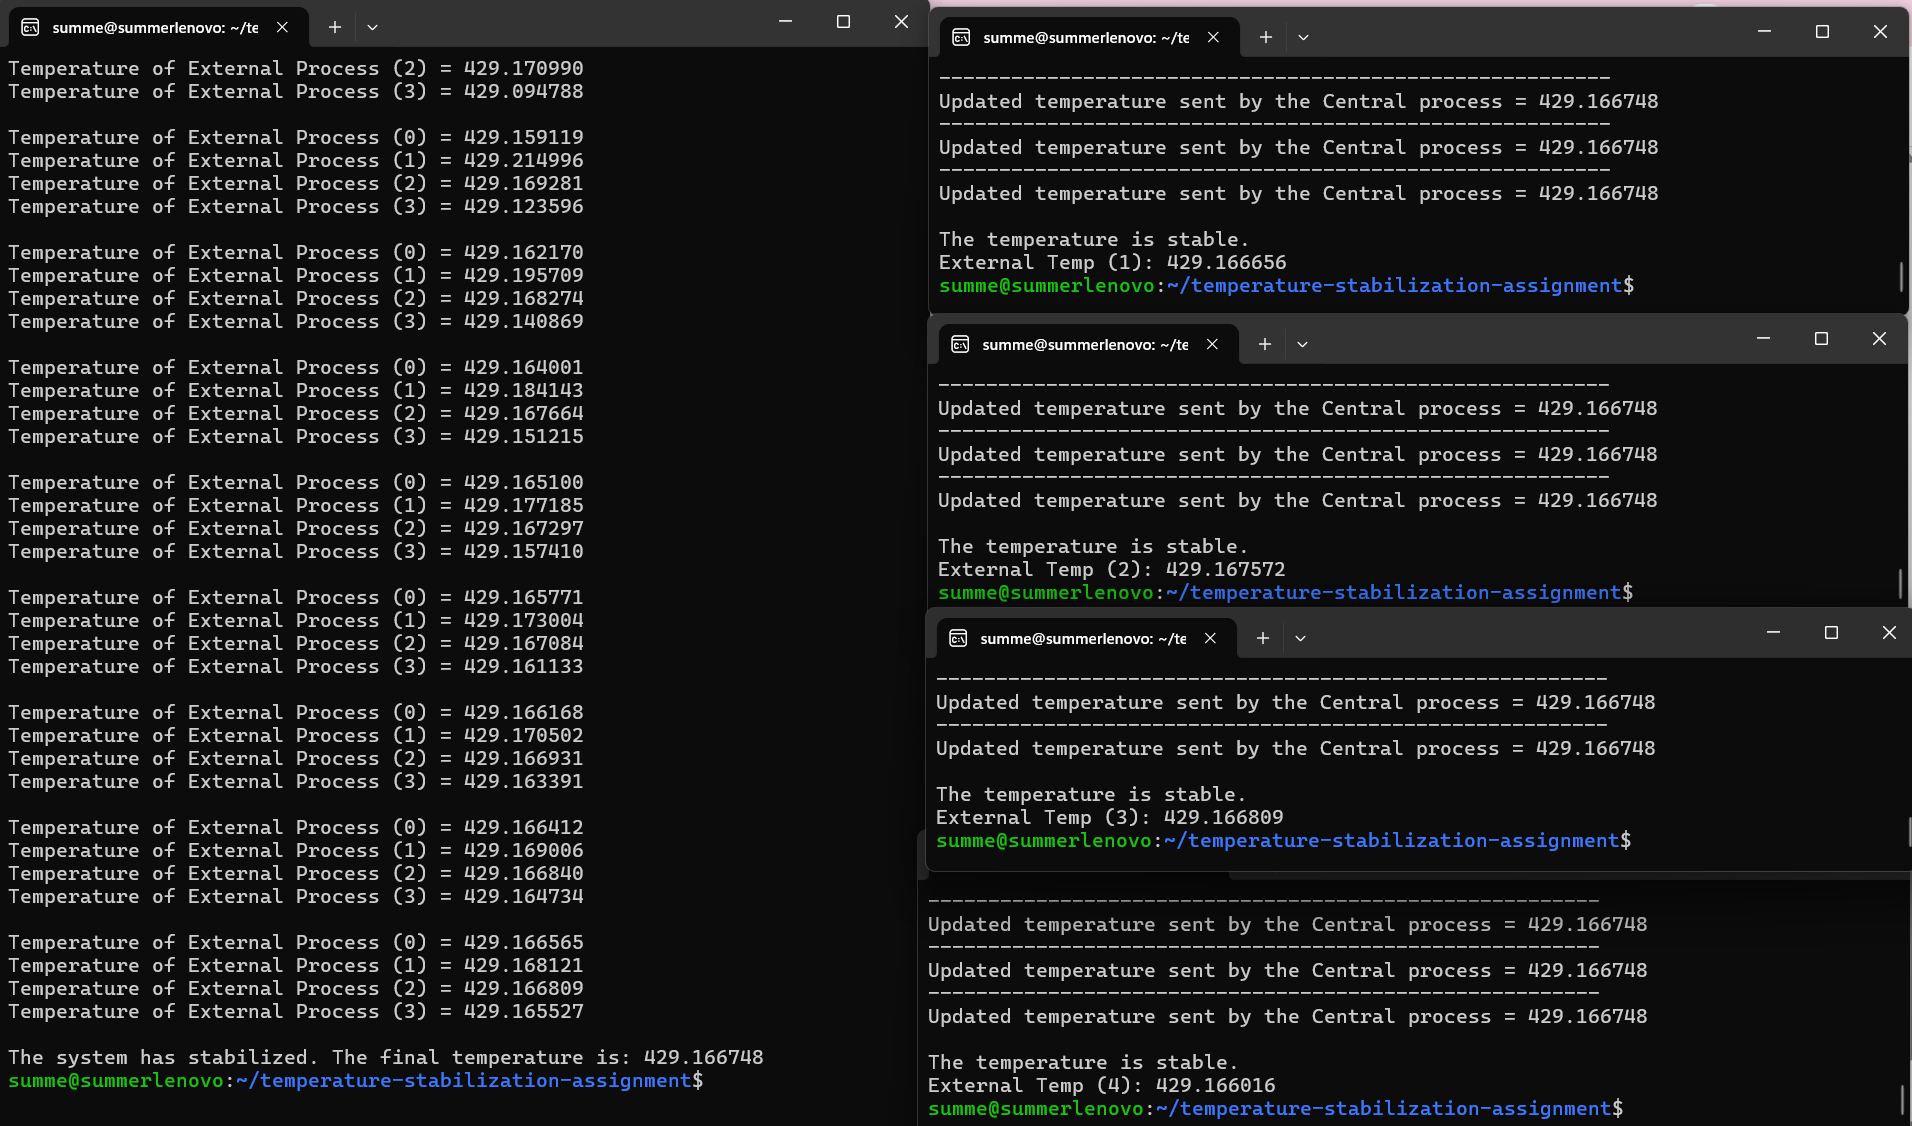 summe@summerlenovo: ~/te
Temperature of External Process (2) = 429.170990
Temperature of External Process (3) = 429.094788
Temperature of External Process (0) = 429.159119
Temperature of External Process (1) = 429.214996
Temperature of External Process (2) = 429.169281
Temperature of External Process (3) = 429.123596
Temperature of External Process (0) = 429.162170
Temperature of External Process (1) = 429.195709
Temperature of External Process (2) = 429.168274
Temperature of External Process (3) = 429.140869
Temperature of External Process (0) = 429.164001
Temperature of External Process (1) = 429.184143
Temperature of External Process (2) = 429.167664
Temperature of External Process (3) = 429.151215
Temperature of External Process (0) = 429.165100
Temperature of External Process (1) = 429.177185
Temperature of External Process (2) = 429.167297
Temperature of External Process (3) = 429.157410
Temperature of External Process (0) = 429.165771
Temperature of External Process (1) = 429.173004
Temperature of External Process (2) = 429.167084
Temperature of External Process (3) = 429.161133
Temperature of External Process (0) = 429.166168
Temperature of External Process (1) = 429.170502
Temperature of External Process (2) = 429.166931
Temperature of External Process (3) = 429.163391
Temperature of External Process (0) = 429.166412
Temperature of External Process (1) = 429.169006
Temperature of External Process (2) = 429.166840
Temperature of External Process (3) = 429.164734
Temperature of External Process (0) = 429.166565
Temperature of External Process (1) = 429.168121
Temperature of External Process (2) = 429.166809
Temperature of External Process (3) = 429.165527
The system has stabilized. The final temperature is: 429.166748
summe@summerlenovo:~/temperature-stabilization-assignment$
summe@summerlenovo: ~/te
--------------------------------------------------------
Updated temperature sent by the Central process = 429.166748
--------------------------------------------------------
Updated temperature sent by the Central process = 429.166748
--------------------------------------------------------
Updated temperature sent by the Central process = 429.166748
The temperature is stable.
External Temp (1): 429.166656
summe@summerlenovo:~/temperature-stabilization-assignment$
summe@summerlenovo: ~/te
--------------------------------------------------------
Updated temperature sent by the Central process = 429.166748
--------------------------------------------------------
Updated temperature sent by the Central process = 429.166748
--------------------------------------------------------
Updated temperature sent by the Central process = 429.166748
The temperature is stable.
External Temp (2): 429.167572
summe@summerlenovo:~/temperature-stabilization-assignment$
summe@summerlenovo: ~/te
--------------------------------------------------------
Updated temperature sent by the Central process = 429.166748
--------------------------------------------------------
Updated temperature sent by the Central process = 429.166748
The temperature is stable.
External Temp (3): 429.166809
summe@summerlenovo:~/temperature-stabilization-assignment$
--------------------------------------------------------
Updated temperature sent by the Central process = 429.166748
--------------------------------------------------------
Updated temperature sent by the Central process = 429.166748
--------------------------------------------------------
Updated temperature sent by the Central process = 429.166748
The temperature is stable.
External Temp (4): 429.166016
summe@summerlenovo:~/temperature-stabilization-assignment$